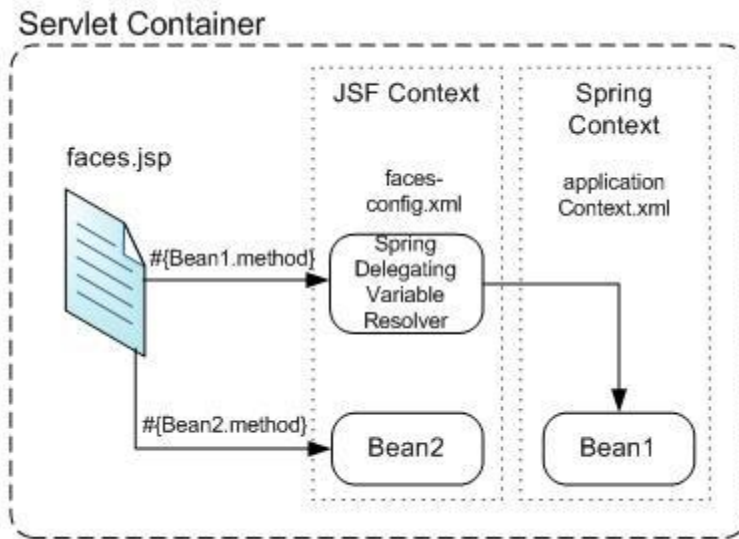 Servlet Container
JSF Context
Spring
Context
faces.jsp
faces-
config.xml
application
Context.xml
#{Bean1.method}
Spring
Delegating
Variable
Resolver
#{Bean2.method}
Bean2
Bean1